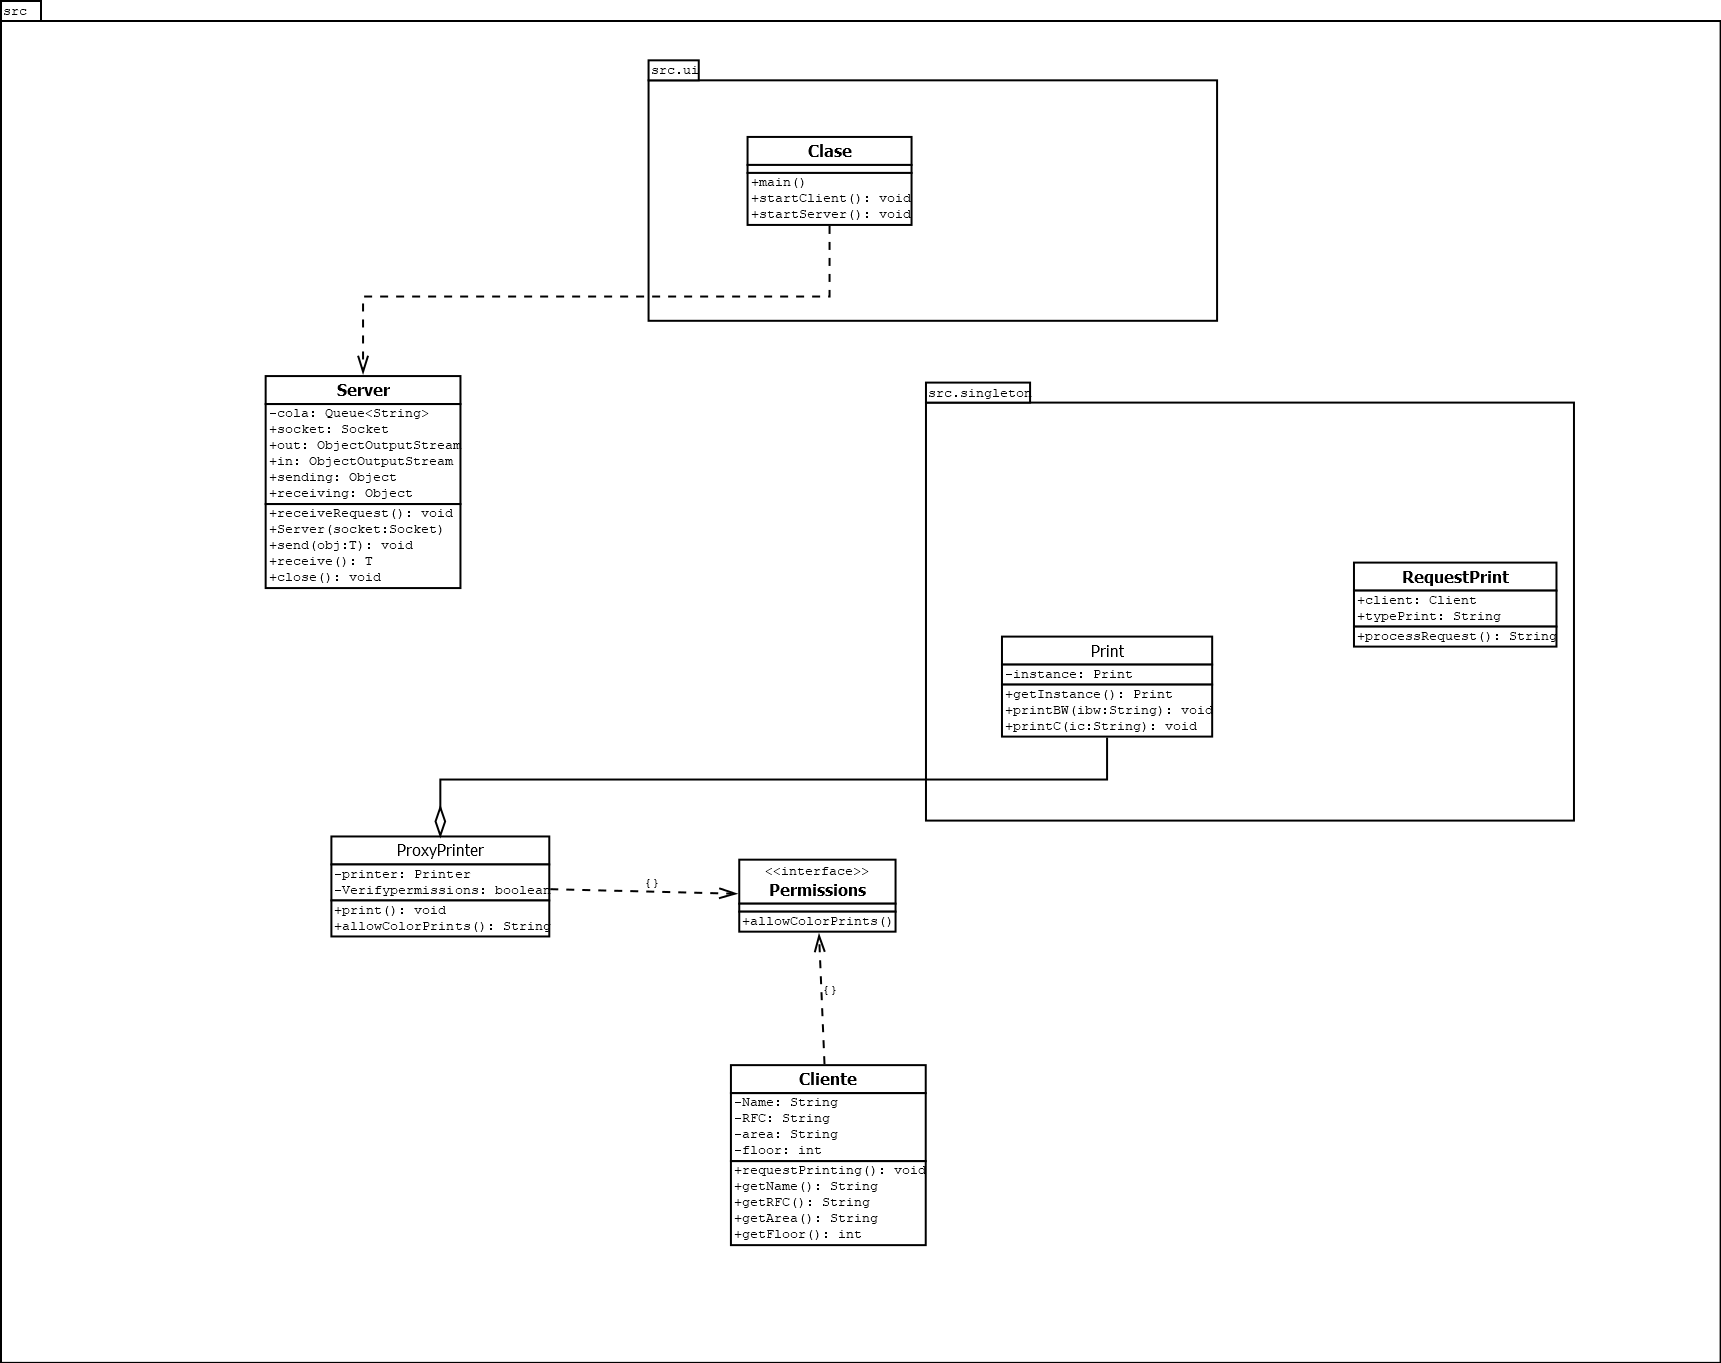 src
src.ui
Clase
+main()
+startClient(): void
+startServer(): void
Server
-cola: Queue<String>
+socket: Socket
+out: ObjectOutputStream
+in: ObjectOutputStream
+sending: Object
+receiving: Object
+receiveRequest(): void
+Server(socket:Socket)
+send(obj:T): void
+receive(): T
+close(): void
src.singleton
RequestPrint
+client: Client
+typePrint: String
+processRequest(): String
Print
-instance: Print
+getInstance(): Print
+printBW(ibw:String): void
+printC(ic:String): void
ProxyPrinter
-printer: Printer
-Verifypermissions: boolean
+print(): void
+allowColorPrints(): String
{}
<<interface>>
Permissions
+allowColorPrints()
{}
Cliente
-Name: String
-RFC: String
-area: String
-floor: int
+requestPrinting(): void
+getName(): String
+getRFC(): String
+getArea(): String
+getFloor(): int